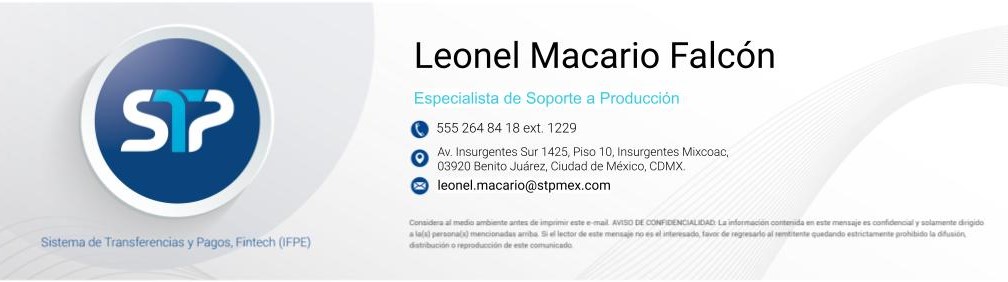 STP
Sistema de Transferencias y Pagos, Fintech (IFPE)
Leonel Macario Falcón
Especialista de Soporte a Producción
555 264 84 18 ext. 1229
Av. Insurgentes Sur 1425, Piso 10, Insurgentes Mixcoac,
03920 Benito Juárez, Ciudad de México, CDMX.
leonel.macario@stpmex.com
Considera al medio ambiente antes de imprimir este e-mail. AVISO DE CONFIDENCIALIDAD: La información contenida en este mensaje es confidencial y solamente dirigido
a la(s) persona(s) mencionadas arriba. Si el lector de este mensaje no es el interesado, favor de regresarlo al remitente quedando estrictamente prohibido la difusión,
distribución o reproducción de este comunicado.